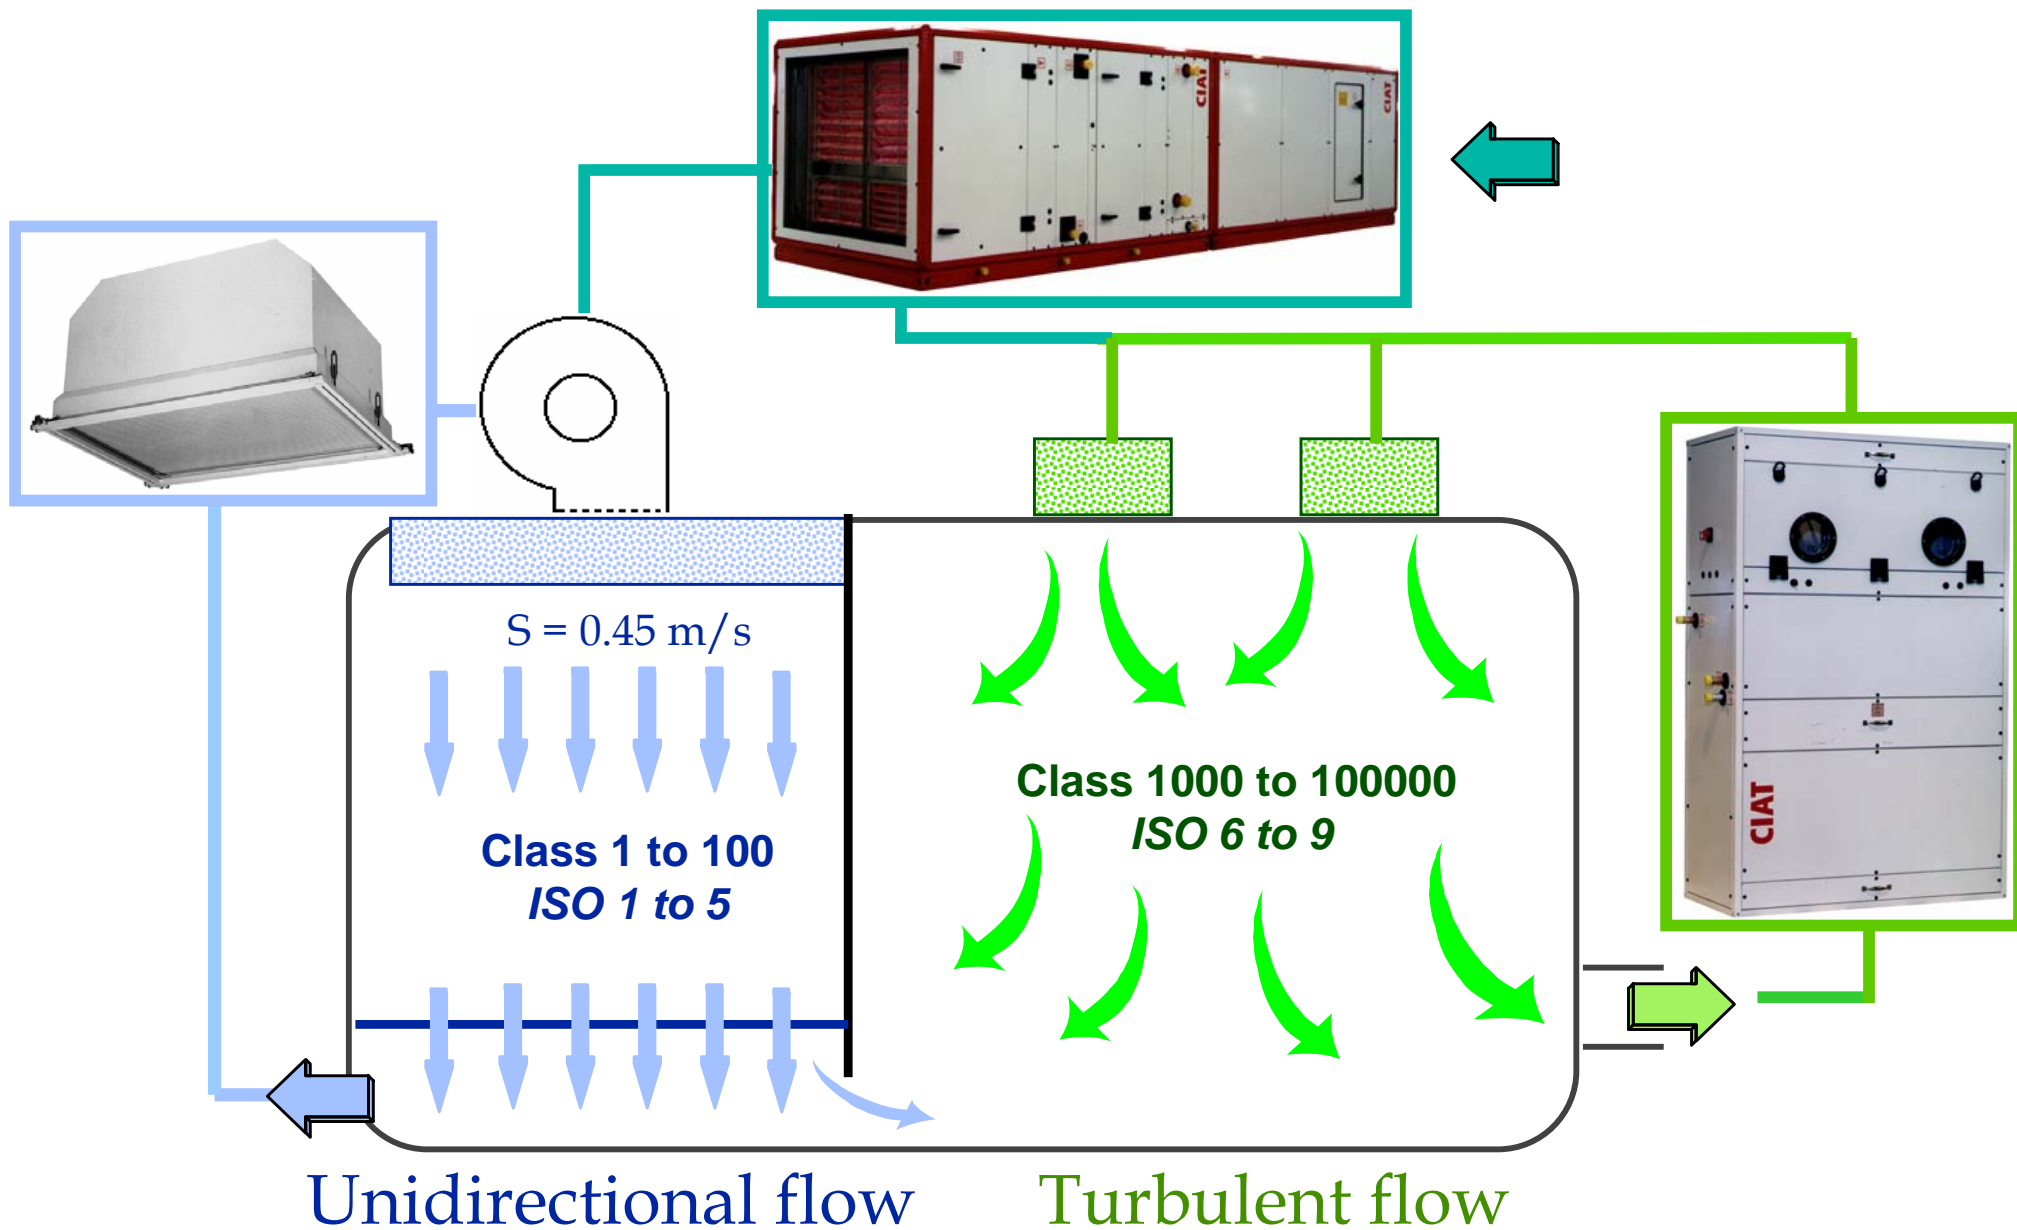 CIAT
CIAT
S = 0.45 m/s
Class 1 to 100
ISO 1 to 5
Class 1000 to 100000
ISO 6 to 9
CIAT
Unidirectional flow
Turbulent flow